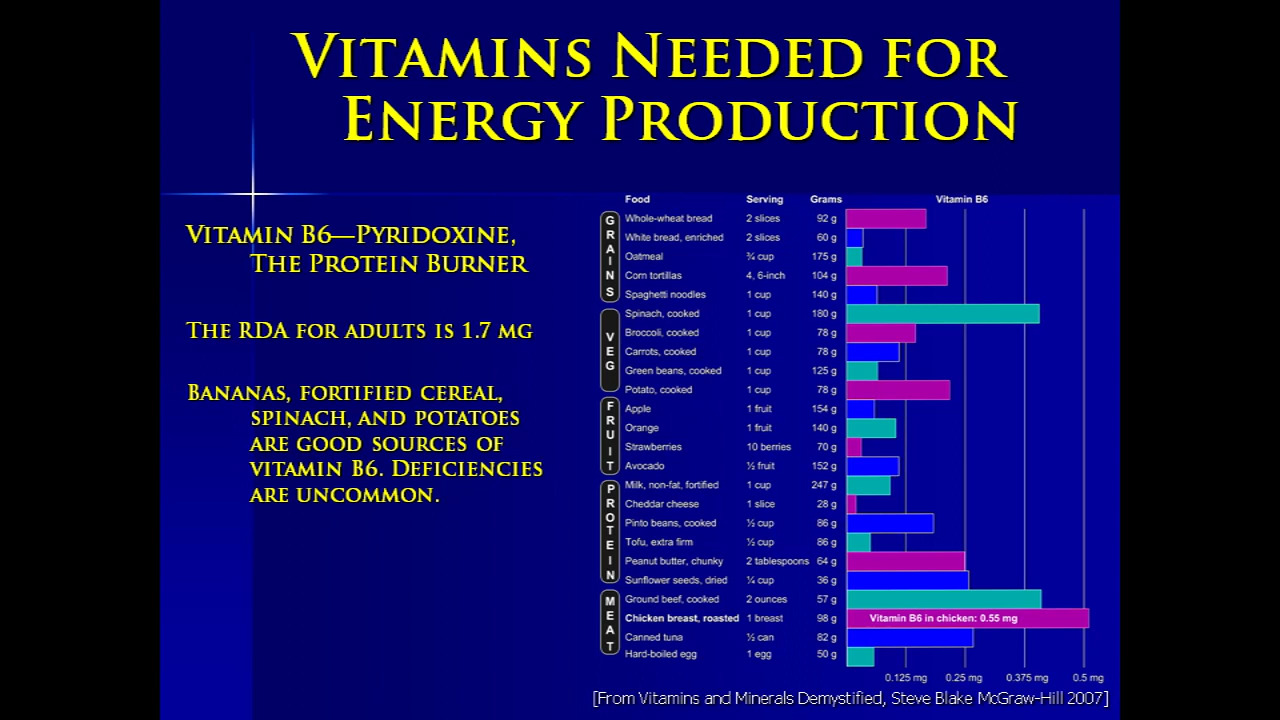 Vitamins Needed for
Energy Production
Vitamin B6—Pyridoxine,
The Protein Burner
The RDA for adults is 1.7 mg
Bananas, fortified cereal,
spinach, and potatoes
are good sources of
vitamin B6. Deficiencies
are uncommon.
Food Serving Grams Vitamin B6
GRAINS
Whole-wheat bread 2 slices 92 g
White bread, enriched 2 slices 60 g
Oatmeal ¾ cup 175 g
Corn tortillas 4, 6-inch 104 g
Spaghetti noodles 1 cup 140 g
VEG
Spinach, cooked 1 cup 180 g
Broccoli, cooked 1 cup 78 g
Carrots, cooked 1 cup 78 g
Green beans, cooked 1 cup 125 g
Potato, cooked 1 cup 78 g
FRUIT
Apple 1 fruit 154 g
Orange 1 fruit 140 g
Strawberries 10 berries 70 g
Avocado ½ fruit 152 g
PROTEIN
Milk, non-fat, fortified 1 cup 247 g
Cheddar cheese 1 slice 28 g
Pinto beans, cooked ½ cup 86 g
Tofu, extra firm ½ cup 86 g
Peanut butter, chunky 2 tablespoons 64 g
Sunflower seeds, dried ¼ cup 36 g
MEAT
Ground beef, cooked 2 ounces 57 g
Chicken breast, roasted 1 breast 98 g Vitamin B6 in chicken: 0.55 mg
Canned tuna ½ can 82 g
Hard-boiled egg 1 egg 50 g
0.125 mg 0.25 mg 0.375 mg 0.5 mg
[From Vitamins and Minerals Demystified, Steve Blake McGraw-Hill 2007]